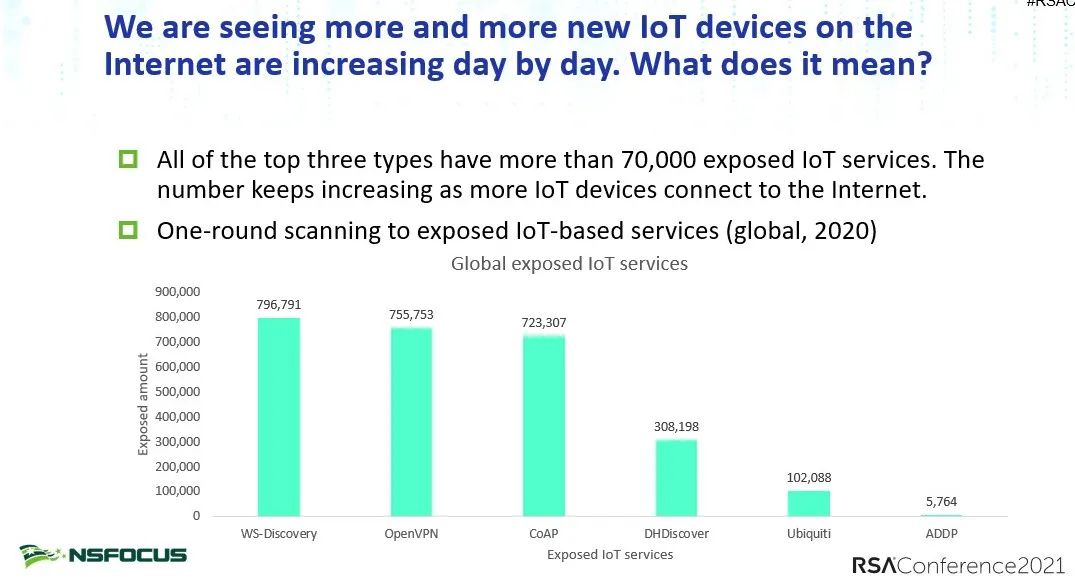 #RSAC
We are seeing more and more new IoT devices on the
Internet are increasing day by day. What does it mean?
All of the top three types have more than 70,000 exposed IoT services. The
number keeps increasing as more IoT devices connect to the Internet.
One-round scanning to exposed IoT-based services (global, 2020)
Global exposed IoT services
900,000
800,000
700,000
600,000
500,000
400,000
300,000
200,000
100,000
0
Exposed amount
796,791
755,753
723,307
308,198
102,088
5,764
WS-Discovery
OpenVPN
CoAP
DHDiscover
Ubiquiti
ADDP
Exposed IoT services
NSFOCUS
RSAConference2021